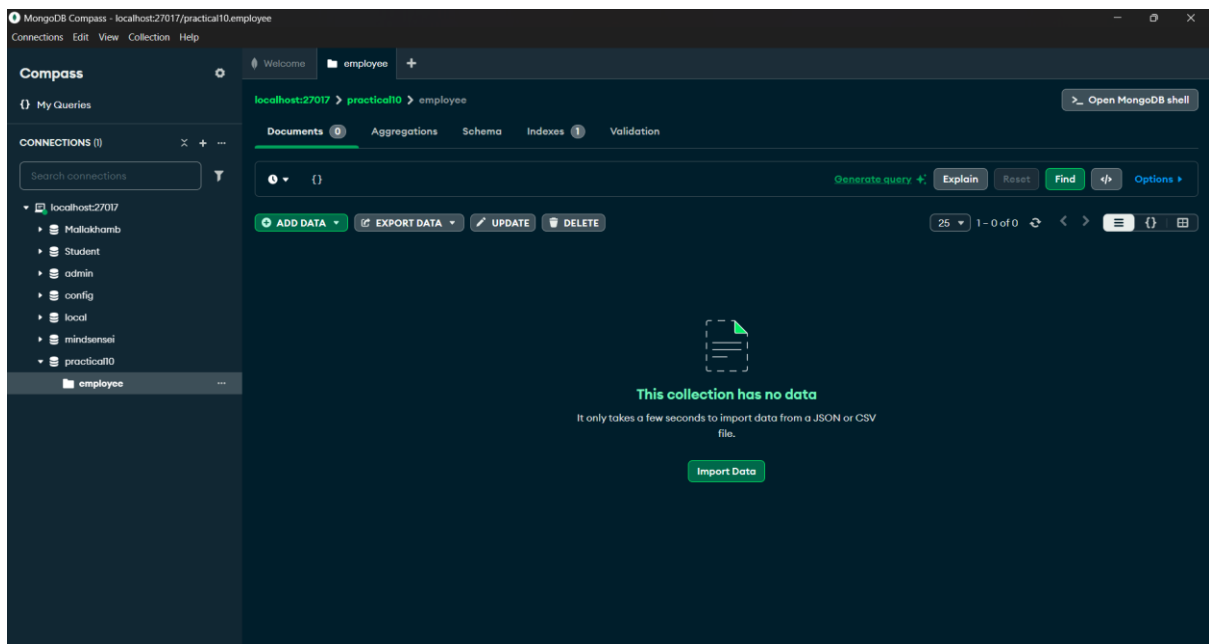 MongoDB Compass - localhost:27017/practical10.employee
Connections Edit View Collection Help
Compass
{} My Queries
CONNECTIONS (1)
Search connections
localhost:27017
Mallakhamb
Student
admin
config
local
mindsensei
practical10
employee
Welcome
employee
localhost:27017 > practical10 > employee
>_ Open MongoDB shell
Documents 0 Aggregations Schema Indexes 1 Validation
{} Generate query Explain Reset Find </> Options
ADD DATA EXPORT DATA UPDATE DELETE 25 1 – 0 of 0 {}
This collection has no data
It only takes a few seconds to import data from a JSON or CSV
file.
Import Data